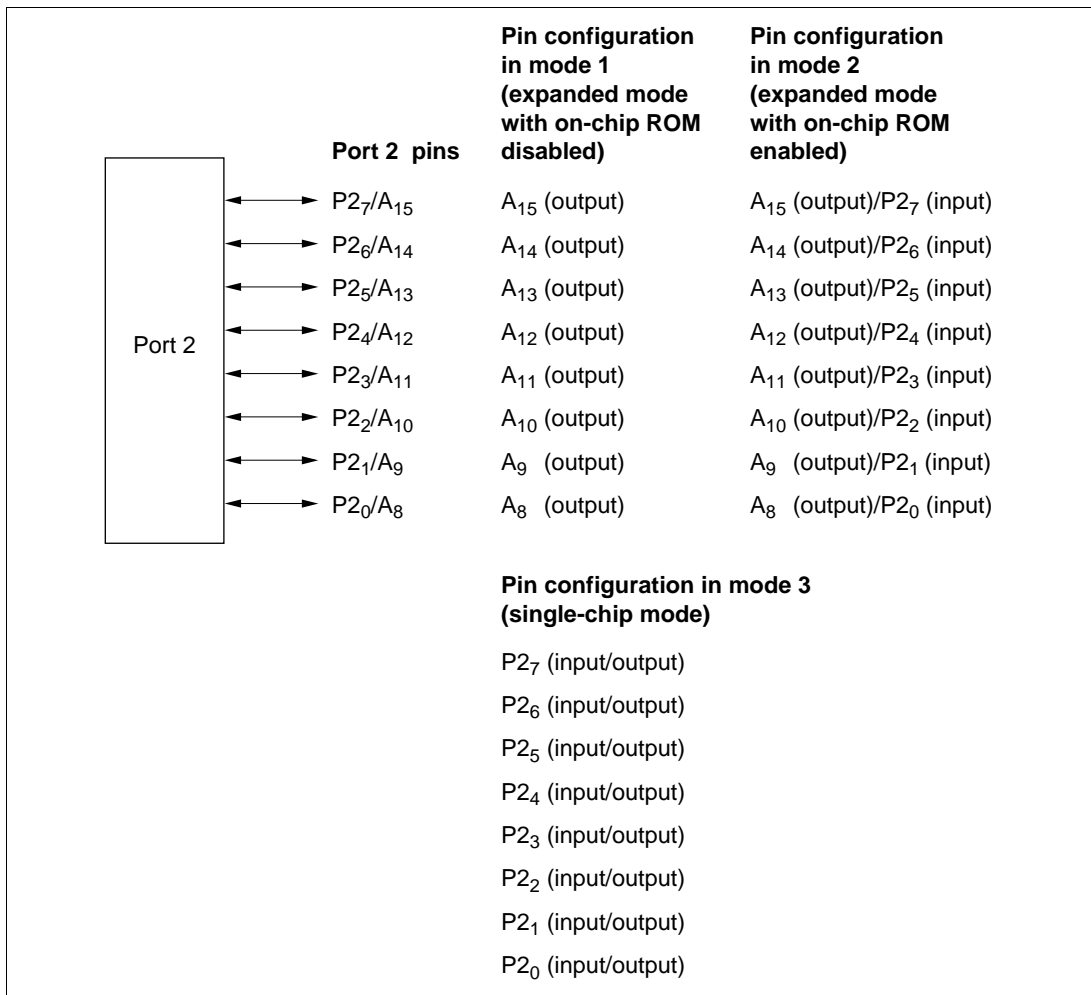 Pin configuration in mode 1 (expanded mode with on-chip ROM disabled)
Pin configuration in mode 2 (expanded mode with on-chip ROM enabled)
Port 2 pins
Port 2
P2₇/A₁₅ A₁₅ (output) A₁₅ (output)/P2₇ (input)
P2₆/A₁₄ A₁₄ (output) A₁₄ (output)/P2₆ (input)
P2₅/A₁₃ A₁₃ (output) A₁₃ (output)/P2₅ (input)
P2₄/A₁₂ A₁₂ (output) A₁₂ (output)/P2₄ (input)
P2₃/A₁₁ A₁₁ (output) A₁₁ (output)/P2₃ (input)
P2₂/A₁₀ A₁₀ (output) A₁₀ (output)/P2₂ (input)
P2₁/A₉ A₉ (output) A₉ (output)/P2₁ (input)
P2₀/A₈ A₈ (output) A₈ (output)/P2₀ (input)
Pin configuration in mode 3
(single-chip mode)
P2₇ (input/output)
P2₆ (input/output)
P2₅ (input/output)
P2₄ (input/output)
P2₃ (input/output)
P2₂ (input/output)
P2₁ (input/output)
P2₀ (input/output)